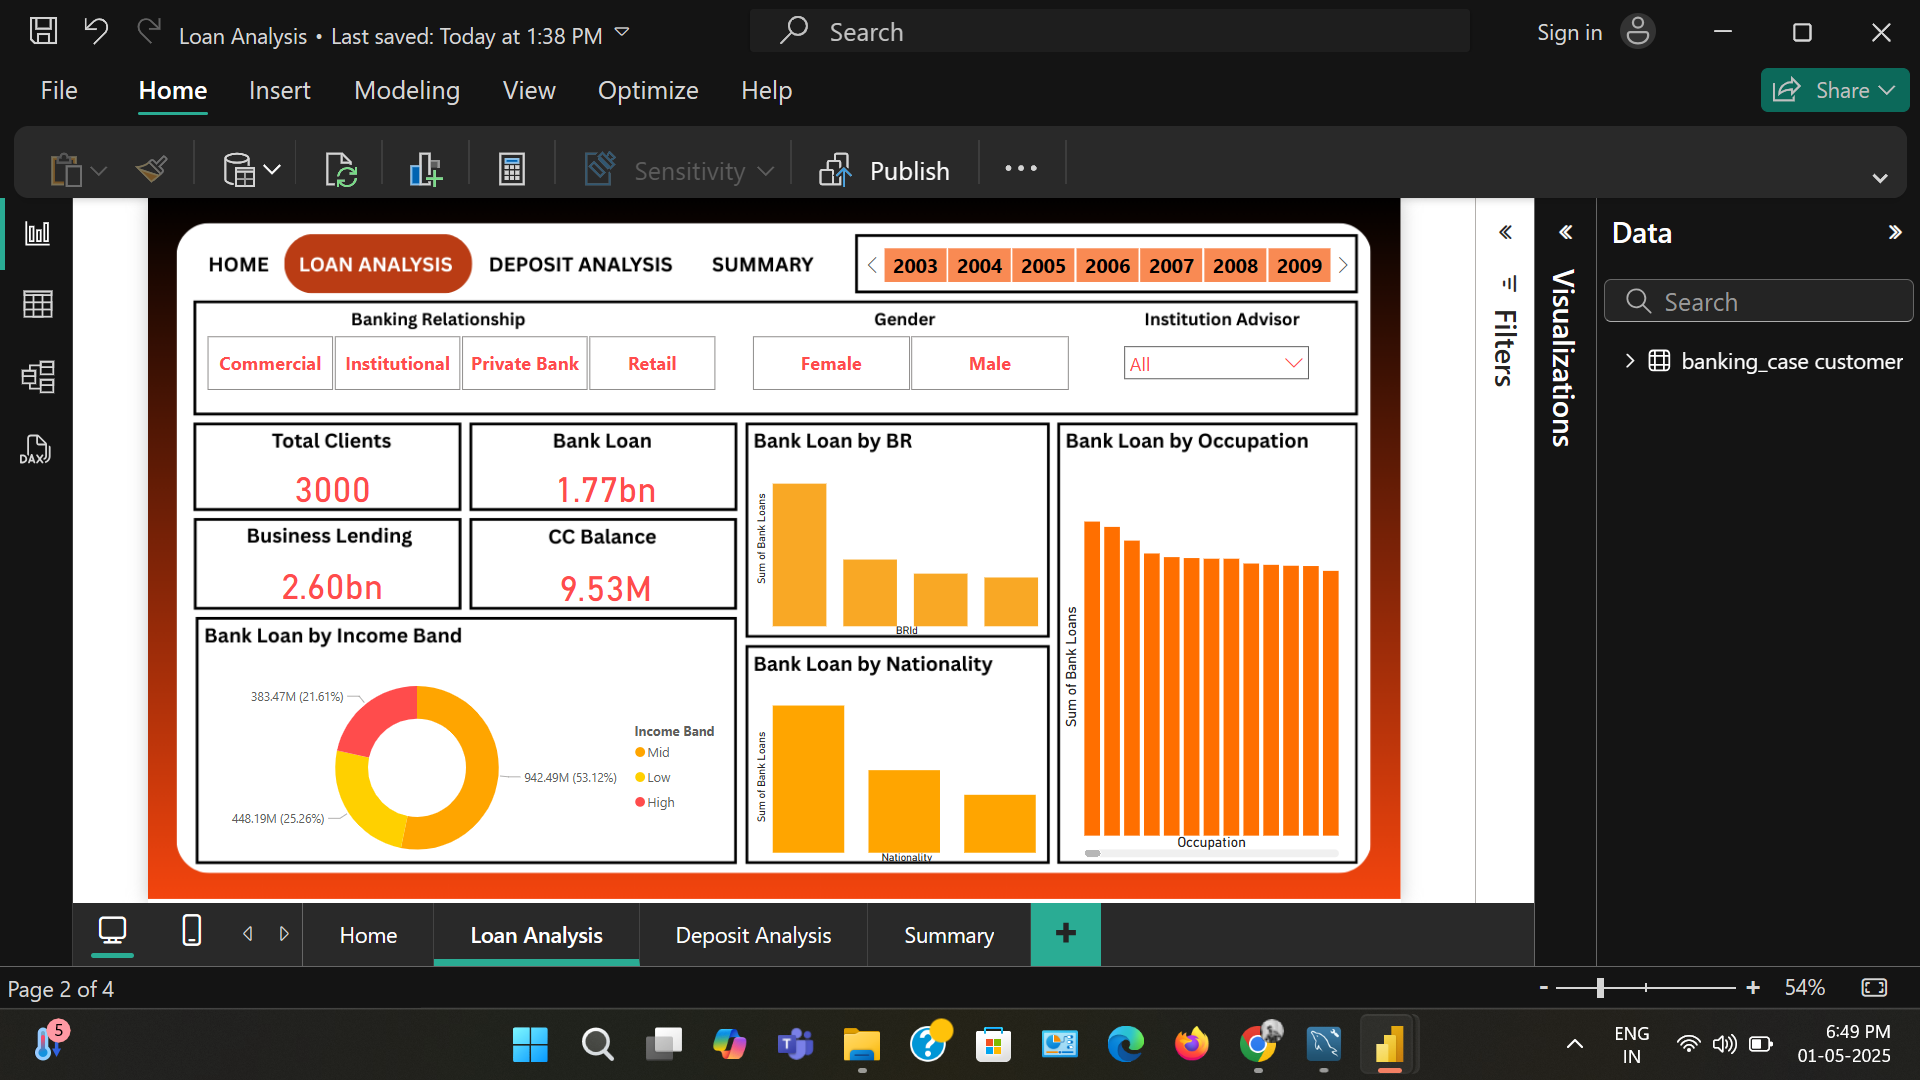 Loan Analysis • Last saved: Today at 1:38 PM
Search
Sign in
File
Home
Insert
Modeling
View
Optimize
Help
Share
Sensitivity
Publish
HOME
LOAN ANALYSIS
DEPOSIT ANALYSIS
SUMMARY
2003
2004
2005
2006
2007
2008
2009
Banking Relationship
Commercial
Institutional
Private Bank
Retail
Gender
Female
Male
Institution Advisor
All
Total Clients
3000
Bank Loan
1.77bn
Business Lending
2.60bn
CC Balance
9.53M
Bank Loan by BR
Sum of Bank Loans
BRId
Bank Loan by Occupation
Sum of Bank Loans
Occupation
Bank Loan by Income Band
383.47M (21.61%)
942.49M (53.12%)
448.19M (25.26%)
Income Band
Mid
Low
High
Bank Loan by Nationality
Sum of Bank Loans
Nationality
Filters
Visualizations
Data
Search
banking_case customer
DAX
Home
Loan Analysis
Deposit Analysis
Summary
Page 2 of 4
54%
5
ENG
IN
6:49 PM
01-05-2025